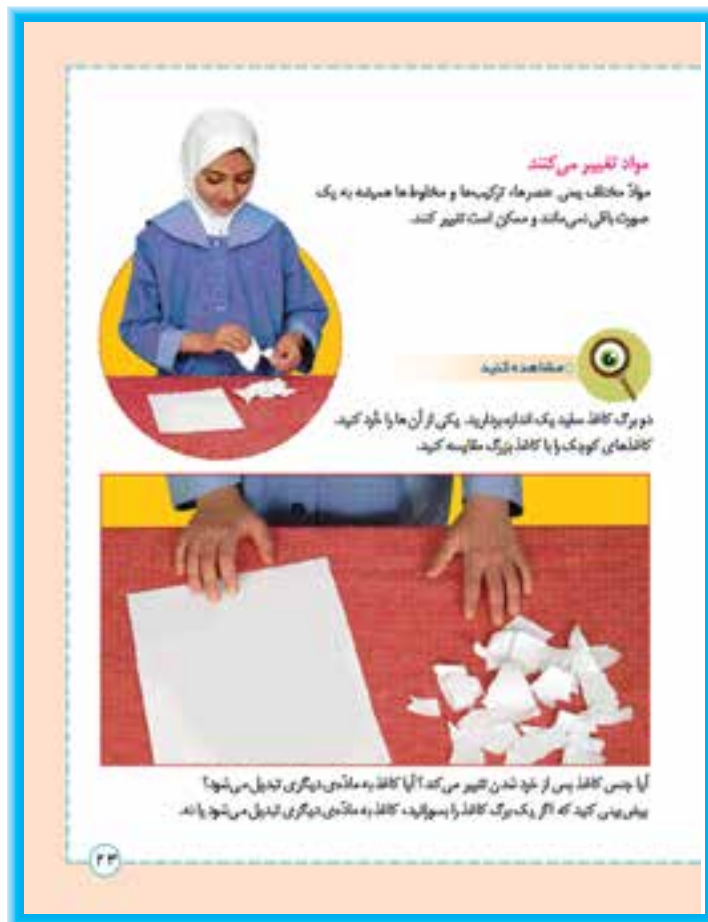 مواد تغییر می‌کنند
موادّ مختلف یعنی عنصرها، ترکیب‌ها و مخلوط‌ها همیشه به یک
صورت باقی نمی‌مانند و ممکن است تغییر کنند.
مشاهده کنید
دو برگ کاغذ سفید یک اندازه بردارید. یکی از آن ها را خُرد کنید.
کاغذهای کوچک را با کاغذ بزرگ مقایسه کنید.
آیا جنس کاغذ پس از خرد شدن تغییر می‌کند؟ آیا کاغذ به مادّه‌ی دیگری تبدیل می‌شود؟
پیش‌بینی کنید که اگر یک برگ کاغذ را بسوزانید، کاغذ به مادّه‌ی دیگری تبدیل می‌شود یا نه.
۲۳